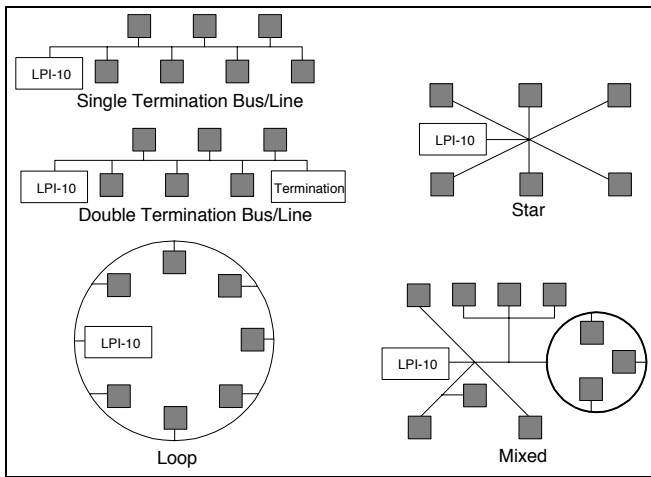 LPI-10
Single Termination Bus/Line
LPI-10
Termination
Double Termination Bus/Line
LPI-10
Star
LPI-10
Loop
LPI-10
Mixed